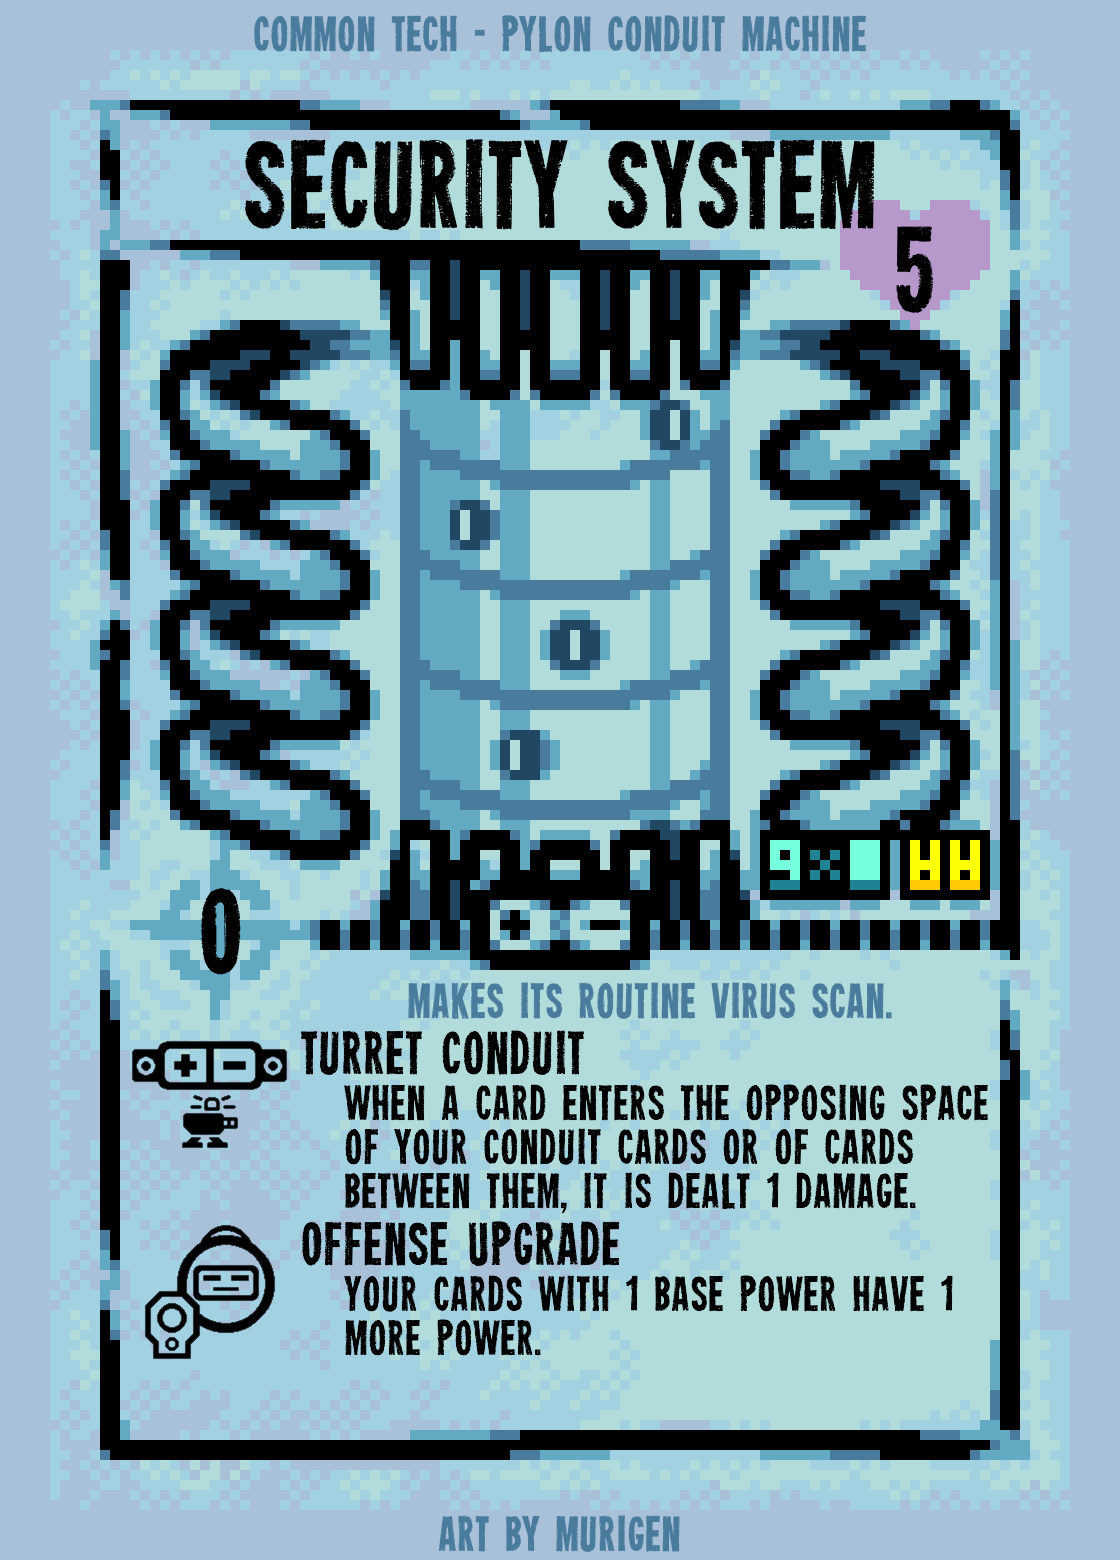 COMMON TECH - PYLON CONDUIT MACHINE
SECURITY SYSTEM
5
9×
0
MAKES ITS ROUTINE VIRUS SCAN.
TURRET CONDUIT
WHEN A CARD ENTERS THE OPPOSING SPACE
OF YOUR CONDUIT CARDS OR OF CARDS
BETWEEN THEM, IT IS DEALT 1 DAMAGE.
OFFENSE UPGRADE
YOUR CARDS WITH 1 BASE POWER HAVE 1
MORE POWER.
ART BY MURIGEN